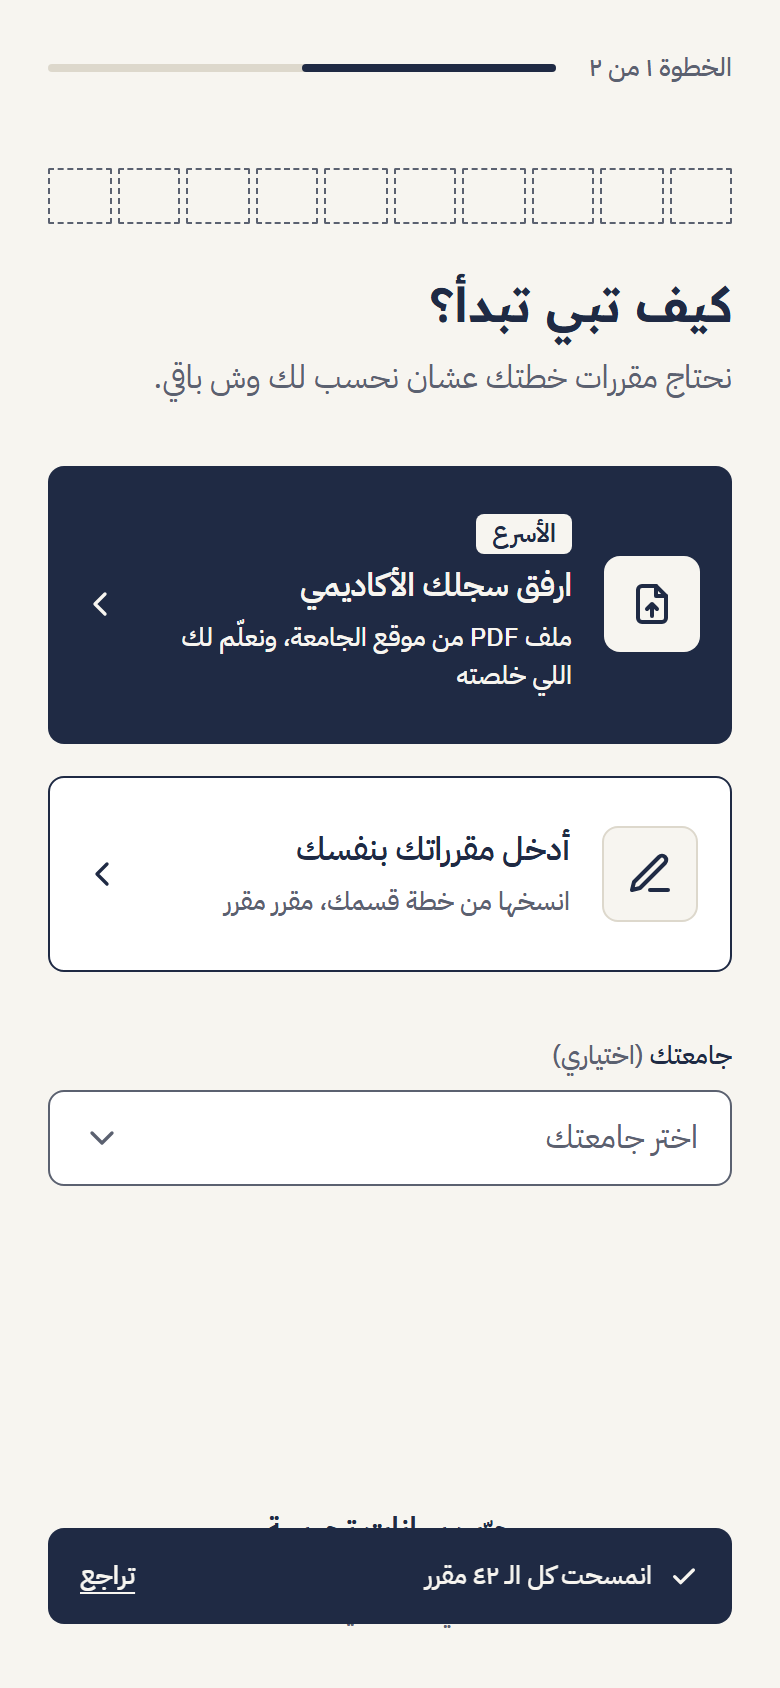 الخطوة ١ من ٢
كيف تبي تبدأ؟
نحتاج مقررات خطتك عشان نحسب لك وش باقي.
الأسرع
ارفق سجلك الأكاديمي
ملف PDF من موقع الجامعة، ونعلّم لك
اللي خلصته
أدخل مقرراتك بنفسك
انسخها من خطة قسمك، مقرر مقرر
جامعتك (اختياري)
اختر جامعتك
انمسحت كل الـ ٤٢ مقرر
تراجع